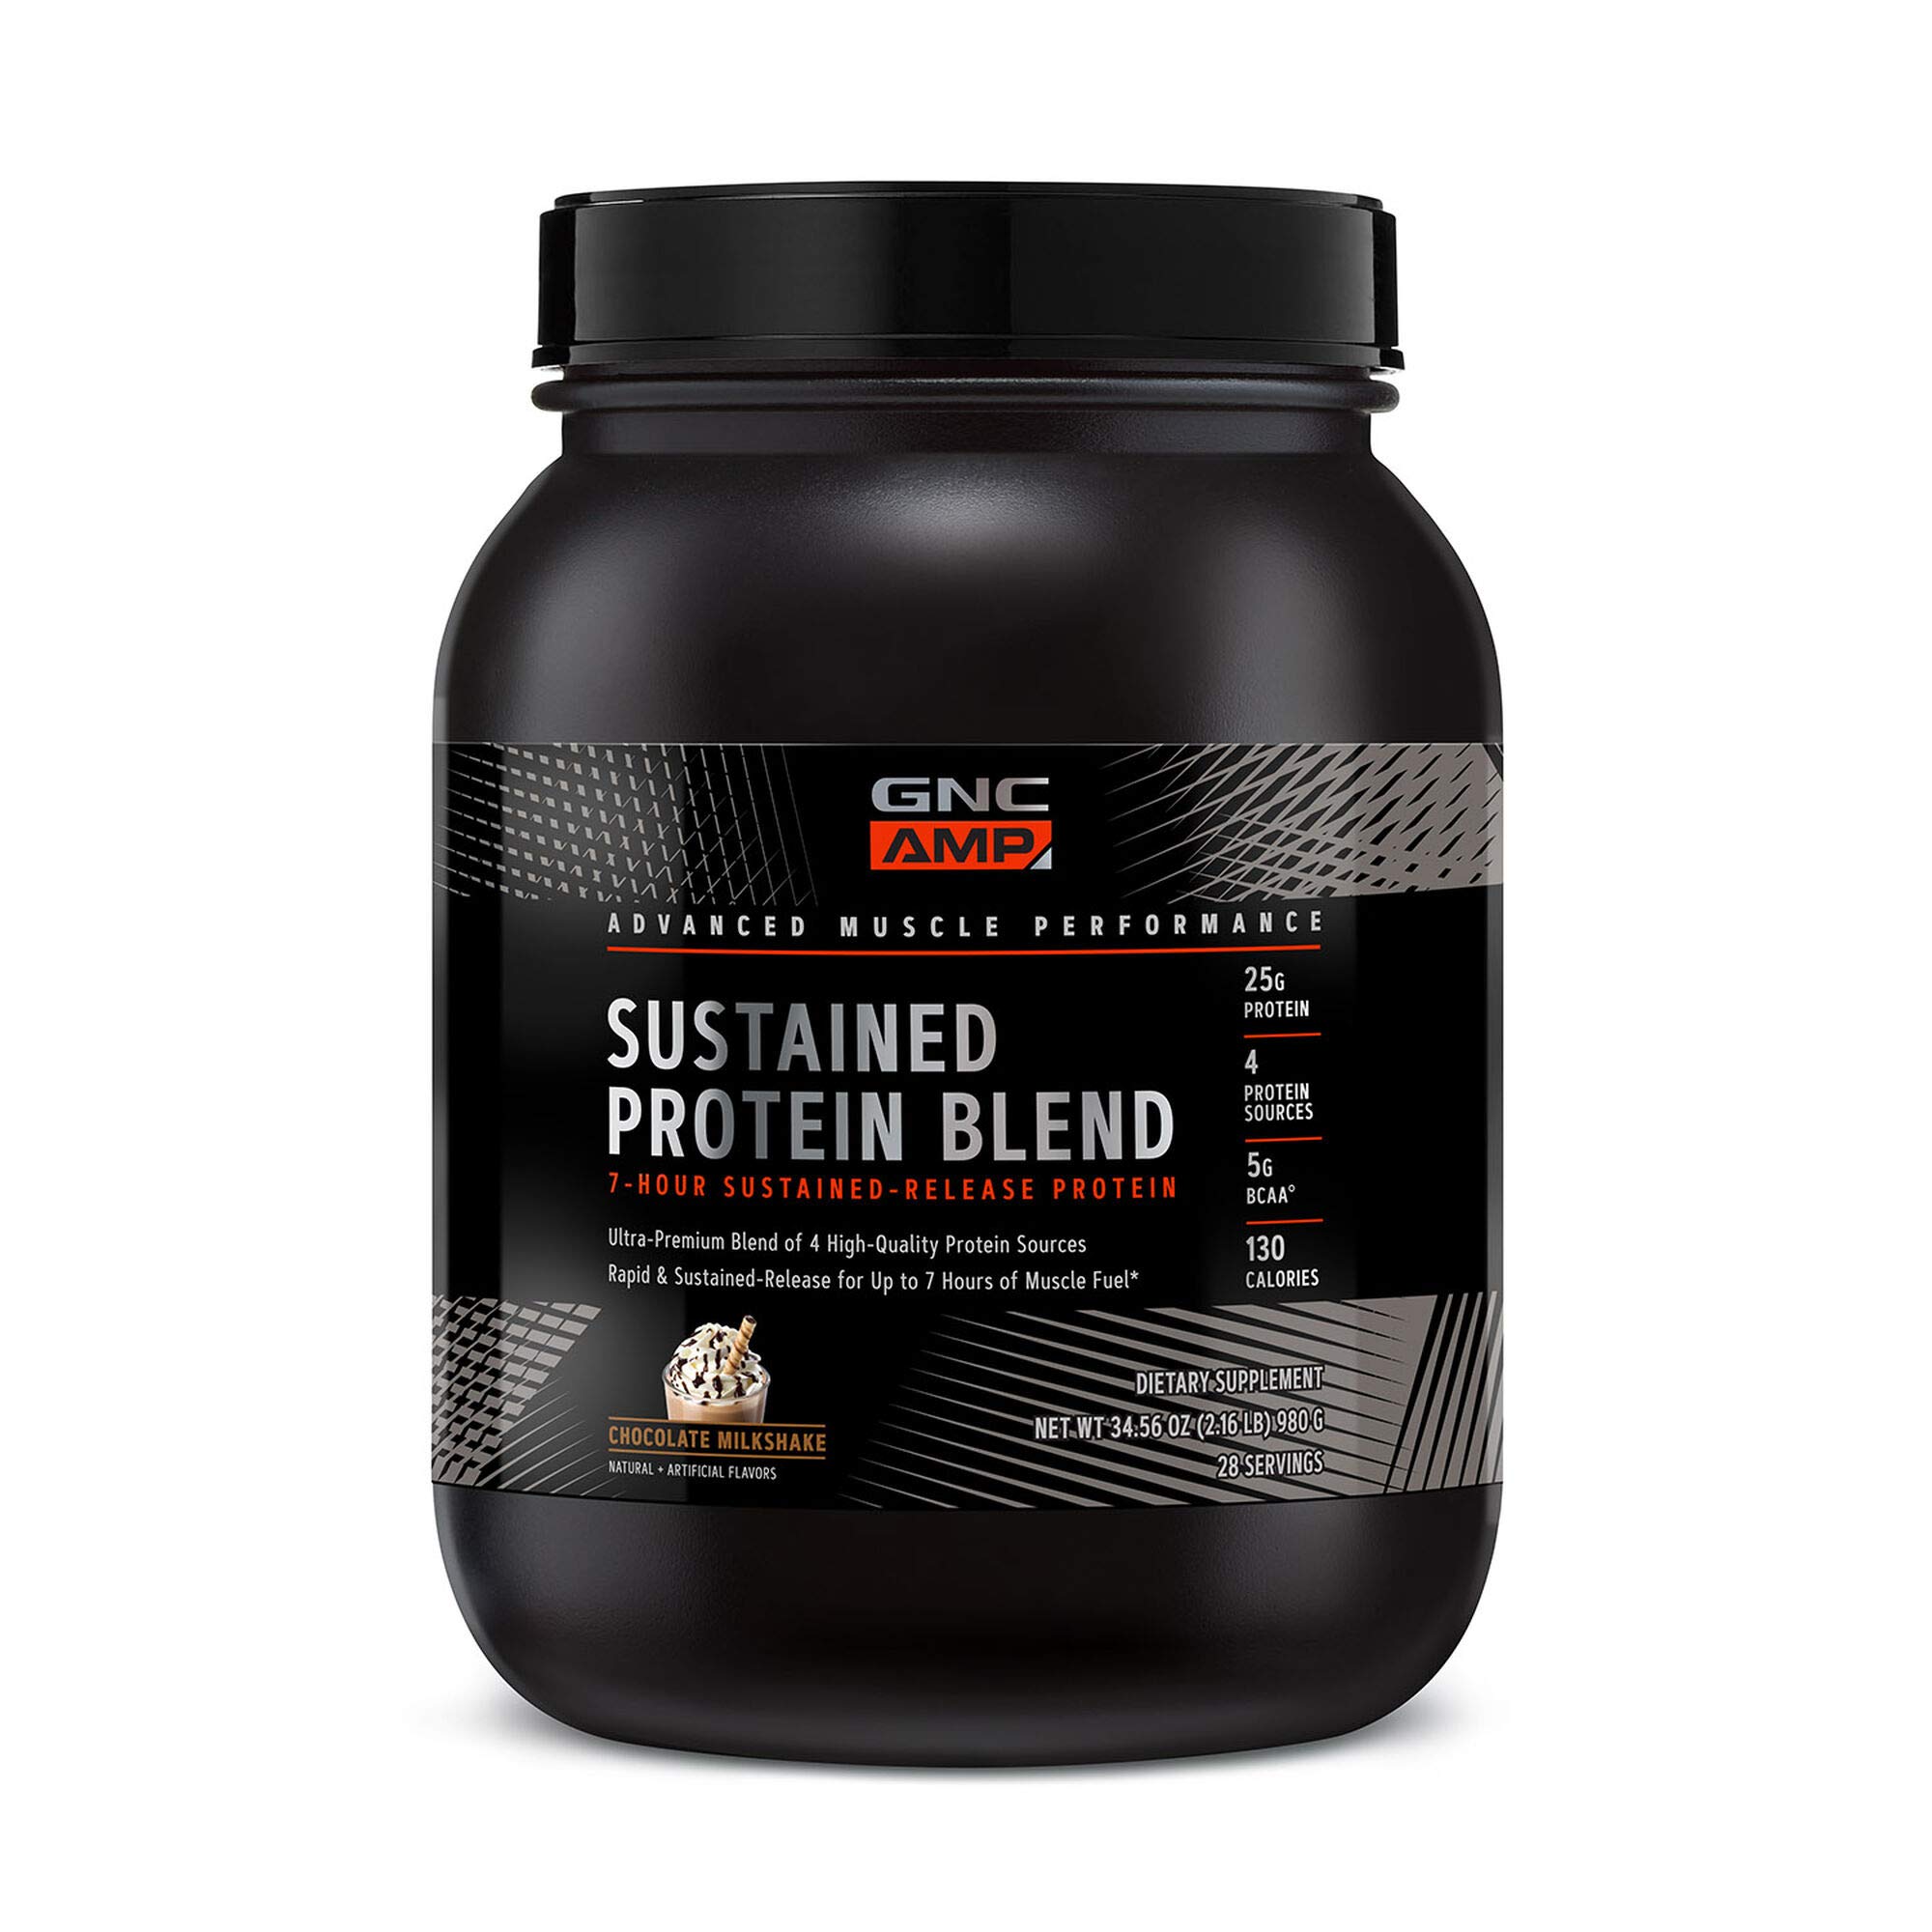 GNC
AMP
ADVANCED MUSCLE PERFORMANCE
SUSTAINED
PROTEIN BLEND
7-HOUR SUSTAINED-RELEASE PROTEIN
Ultra-Premium Blend of 4 High-Quality Protein Sources
Rapid & Sustained-Release for Up to 7 Hours of Muscle Fuel*
25G
PROTEIN
4
PROTEIN
SOURCES
5G
BCAA°
130
CALORIES
CHOCOLATE MILKSHAKE
NATURAL + ARTIFICIAL FLAVORS
DIETARY SUPPLEMENT
NET WT 34.56 OZ (2.16 LB) 980 G
28 SERVINGS